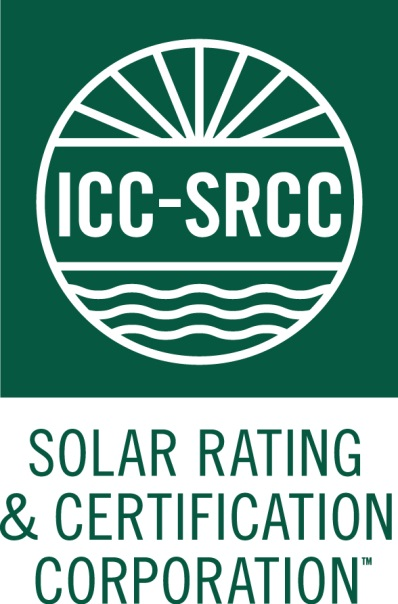 ICC-SRCC
SOLAR RATING
& CERTIFICATION
CORPORATION™